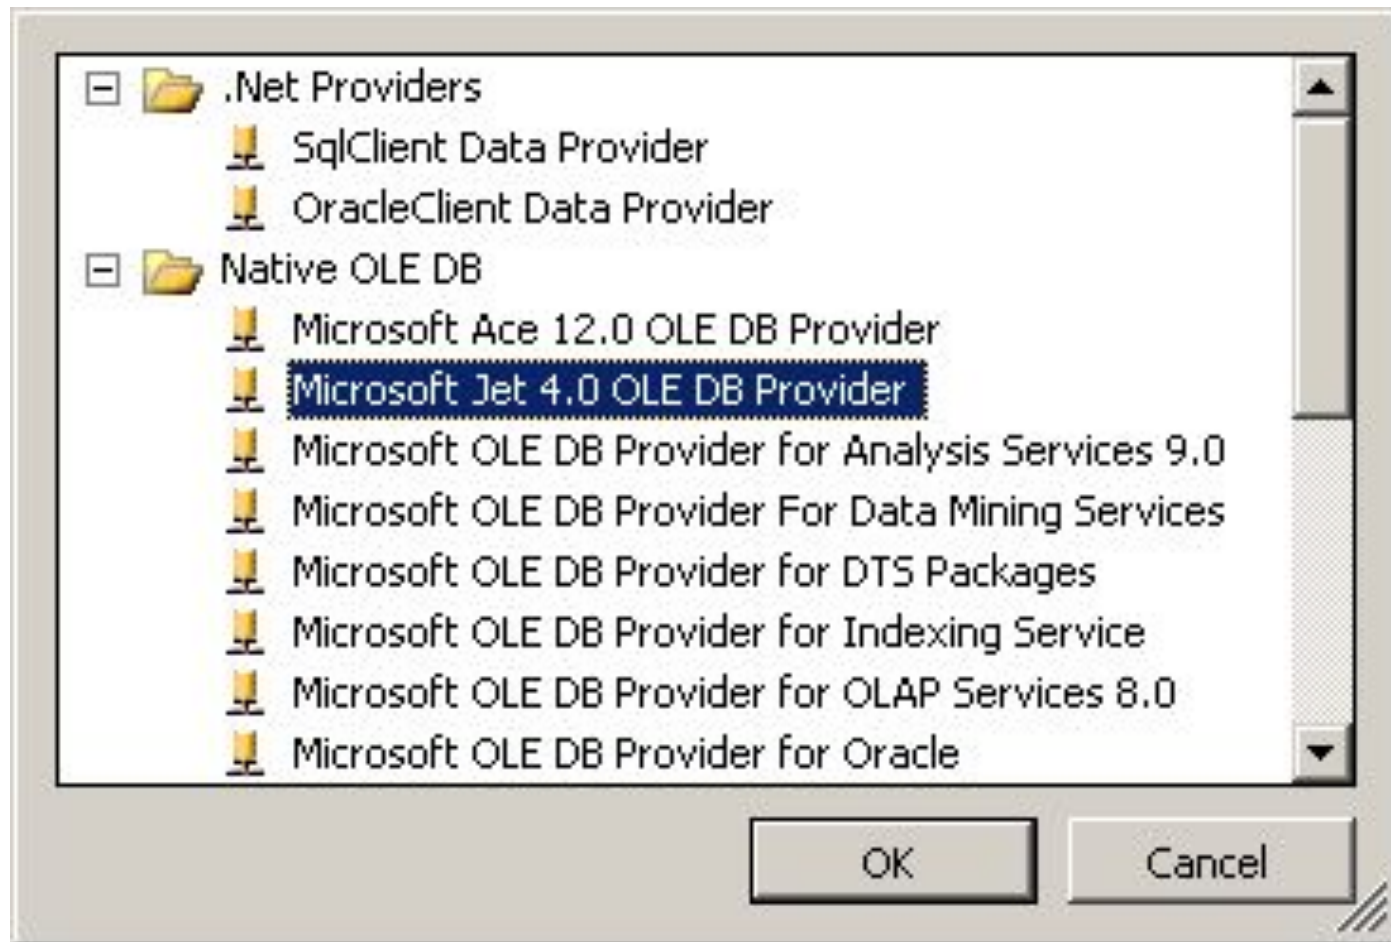 .Net Providers
SqlClient Data Provider
OracleClient Data Provider
Native OLE DB
Microsoft Ace 12.0 OLE DB Provider
Microsoft Jet 4.0 OLE DB Provider
Microsoft OLE DB Provider for Analysis Services 9.0
Microsoft OLE DB Provider For Data Mining Services
Microsoft OLE DB Provider for DTS Packages
Microsoft OLE DB Provider for Indexing Service
Microsoft OLE DB Provider for OLAP Services 8.0
Microsoft OLE DB Provider for Oracle
OK Cancel